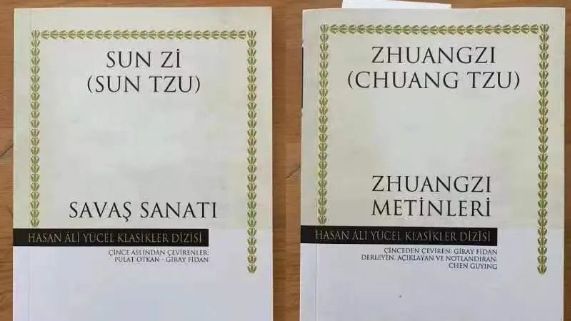 SUN Zİ
(SUN TZU)
SAVAŞ SANATI
HASAN ÂLİ YÜCEL KLASİKLER DİZİSİ
ÇİNCE ASLINDAN ÇEVİRENLER:
PULAT OTKAN - GİRAY FİDAN
ZHUANGZI
(CHUANG TZU)
ZHUANGZI
METİNLERİ
HASAN ÂLİ YÜCEL KLASİKLER DİZİSİ
ÇİNCEDEN ÇEVİREN: GİRAY FİDAN
DERLEYEN, AÇIKLAYAN VE NOTLANDIRAN:
CHEN GUYING